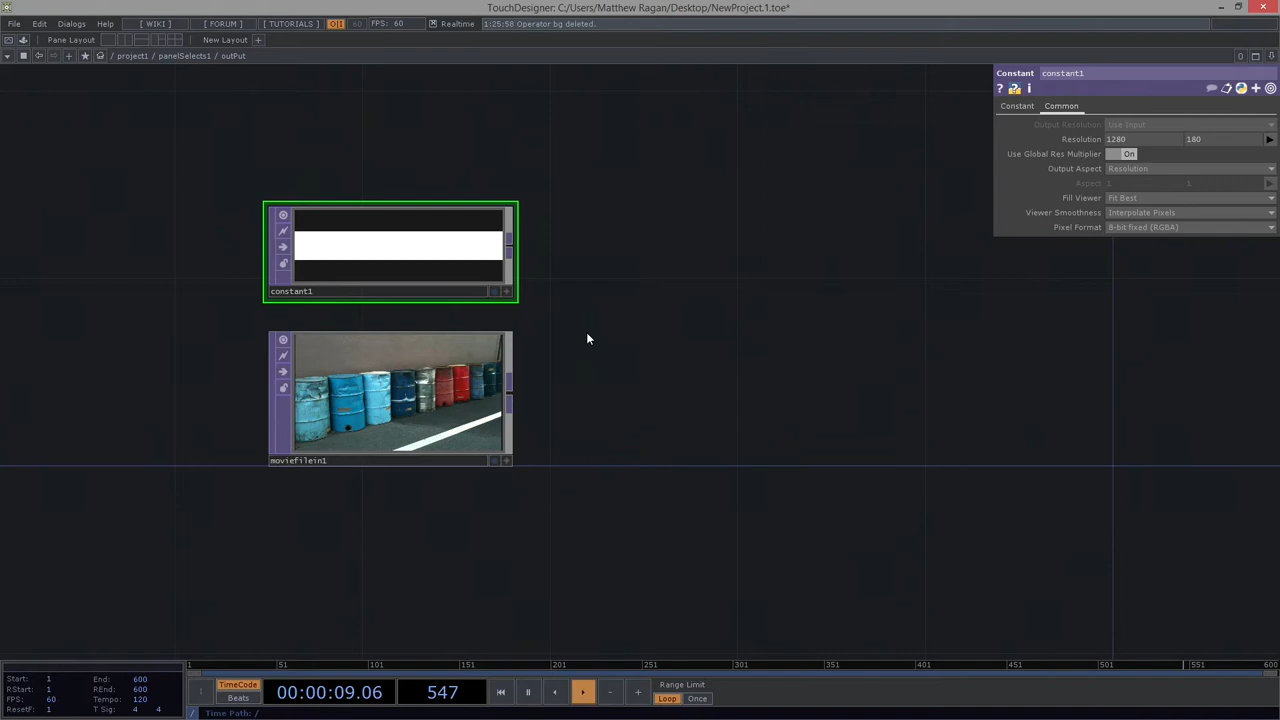 TouchDesigner: C:/Users/Matthew Ragan/Desktop/NewProject.1.toe*
File Edit Dialogs Help [ WIKI ] [ FORUM ] [ TUTORIALS ] O|I 60 FPS: 60 Realtime 1:25:58 Operator bg deleted.
Pane Layout New Layout +
/ project1 / panelSelects1 / outPut 0
Constant constant1
? i
Constant Common
Output Resolution Use Input
Resolution 1280 180
Use Global Res Multiplier On
Output Aspect Resolution
Aspect 1 1
Fill Viewer Fit Best
Viewer Smoothness Interpolate Pixels
Pixel Format 8-bit fixed (RGBA)
constant1
moviefilein1
1 51 101 151 201 251 301 351 401 451 501 551 600
Start: 1 End: 600
RStart: 1 REnd: 600
FPS: 60 Tempo: 120
ResetF: 1 T Sig: 4 4
TimeCode
Beats
00:00:09.06 547
Range Limit
Loop Once
/ Time Path: /